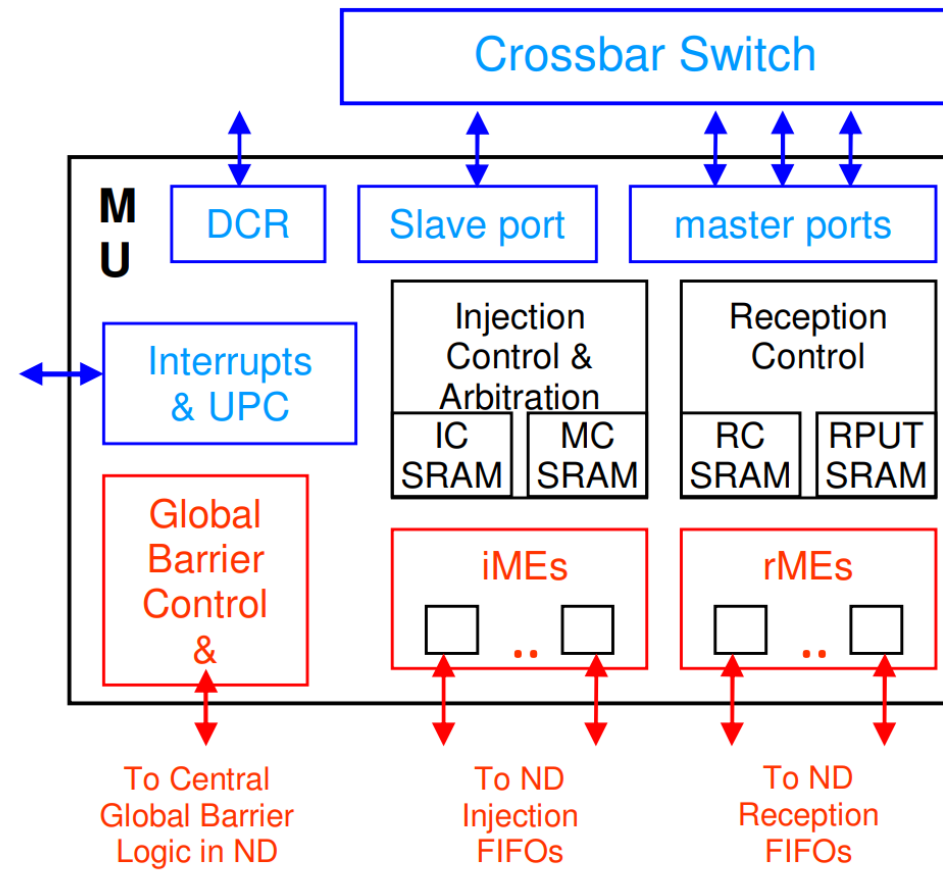 Crossbar Switch
M
U
DCR
Slave port
master ports
Interrupts
& UPC
Injection
Control &
Arbitration
IC
SRAM
MC
SRAM
Reception
Control
RC
SRAM
RPUT
SRAM
Global
Barrier
Control
&
iMEs
..
rMEs
..
To Central
Global Barrier
Logic in ND
To ND
Injection
FIFOs
To ND
Reception
FIFOs